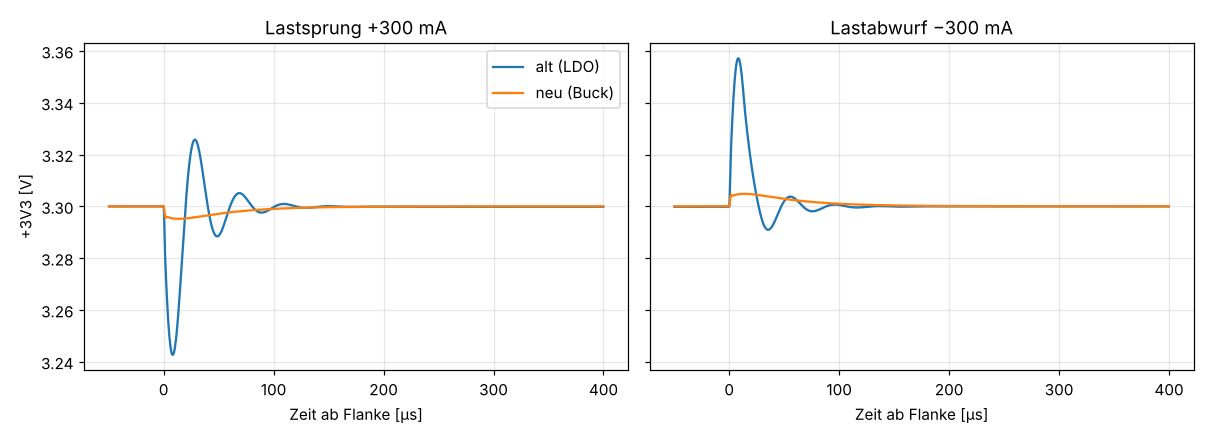 Lastsprung +300 mA
Lastabwurf −300 mA
alt (LDO)
neu (Buck)
+3V3 [V]
3.36
3.34
3.32
3.30
3.28
3.26
3.24
0 100 200 300 400
0 100 200 300 400
Zeit ab Flanke [µs]
Zeit ab Flanke [µs]